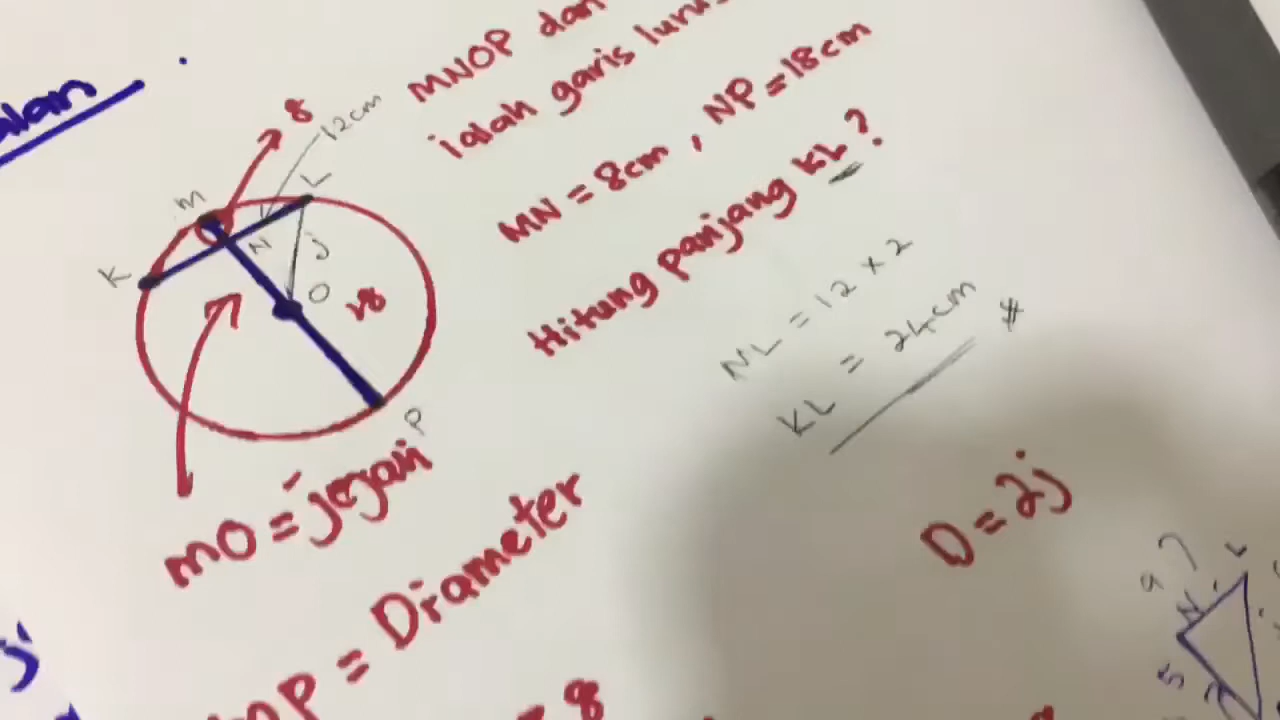 MNOP dan
ialah garis lurus
MN = 8cm, NP = 18cm
Hitung panjang KL?
NL = 12 x 2
KL = 24cm #
8
12cm
M
L
K
N
j
O
18
P
MO = jejari
= Diameter
D = 2j
L
N
8